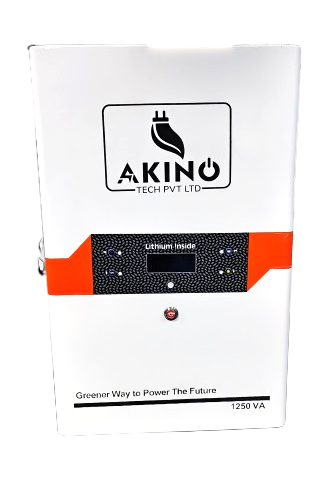 AKINO
TECH PVT LTD
Lithium Inside
Greener Way to Power The Future
1250 VA